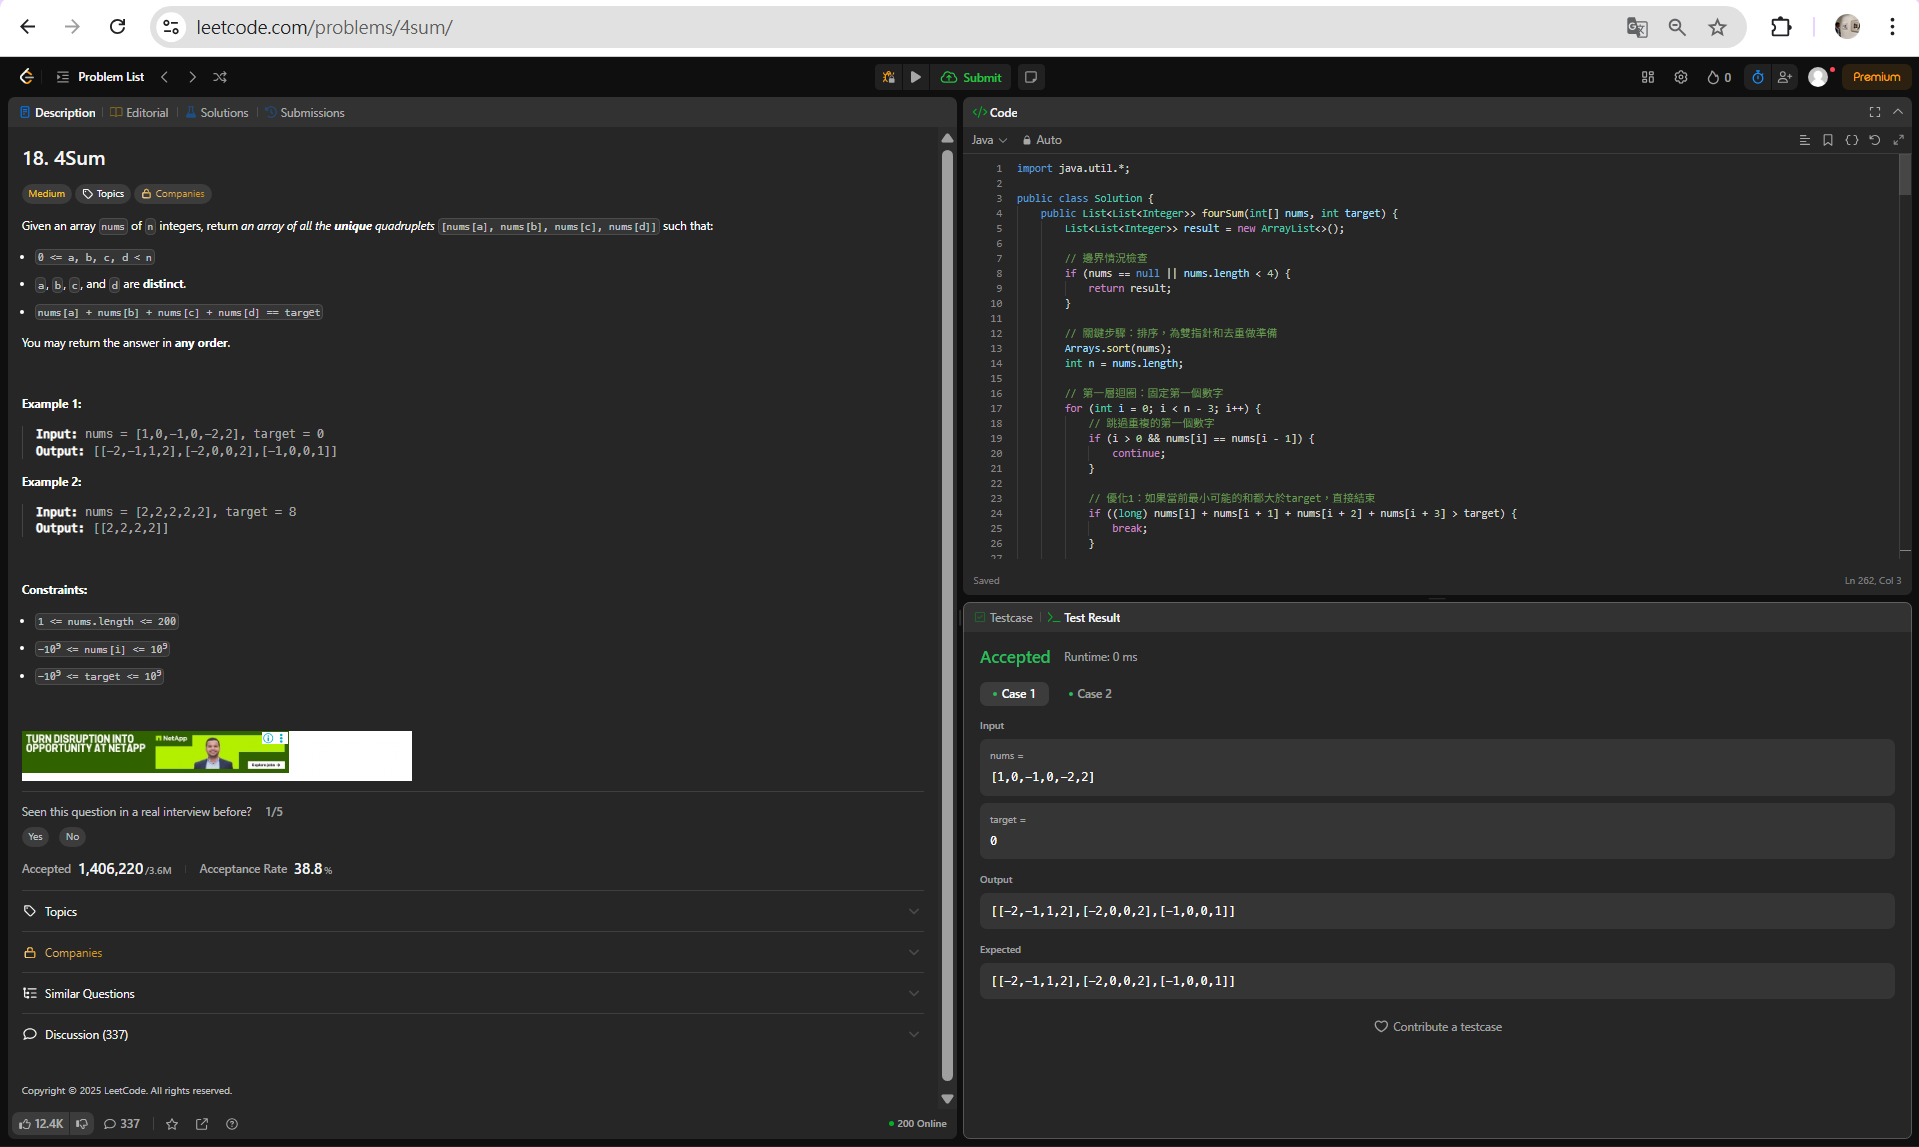 leetcode.com/problems/4sum/
Problem List
Submit
0
Premium
Description
Editorial
Solutions
Submissions
18. 4Sum
Medium
Topics
Companies
Given an array nums of n integers, return an array of all the unique quadruplets [nums[a], nums[b], nums[c], nums[d]] such that:
0 <= a, b, c, d < n
a, b, c, and d are distinct.
nums[a] + nums[b] + nums[c] + nums[d] == target
You may return the answer in any order.
Example 1:
Input: nums = [1,0,-1,0,-2,2], target = 0
Output: [[-2,-1,1,2],[-2,0,0,2],[-1,0,0,1]]
Example 2:
Input: nums = [2,2,2,2,2], target = 8
Output: [[2,2,2,2]]
Constraints:
1 <= nums.length <= 200
-10⁹ <= nums[i] <= 10⁹
-10⁹ <= target <= 10⁹
TURN DISRUPTION INTO
OPPORTUNITY AT NETAPP
NetApp
Explore jobs
Seen this question in a real interview before? 1/5
Yes
No
Accepted 1,406,220/3.6M
Acceptance Rate 38.8%
Topics
Companies
Similar Questions
Discussion (337)
Copyright © 2025 LeetCode. All rights reserved.
12.4K
337
200 Online
</> Code
Java
Auto
1 import java.util.*;
2
3 public class Solution {
4 public List<List<Integer>> fourSum(int[] nums, int target) {
5 List<List<Integer>> result = new ArrayList<>();
6
7 // 邊界情況檢查
8 if (nums == null || nums.length < 4) {
9 return result;
10 }
11
12 // 關鍵步驟：排序，為雙指針和去重做準備
13 Arrays.sort(nums);
14 int n = nums.length;
15
16 // 第一層迴圈：固定第一個數字
17 for (int i = 0; i < n - 3; i++) {
18 // 跳過重複的第一個數字
19 if (i > 0 && nums[i] == nums[i - 1]) {
20 continue;
21 }
22
23 // 優化1：如果當前最小可能的和都大於target，直接結束
24 if ((long) nums[i] + nums[i + 1] + nums[i + 2] + nums[i + 3] > target) {
25 break;
26 }
27
Saved
Ln 262, Col 3
Testcase
>_ Test Result
Accepted
Runtime: 0 ms
Case 1
Case 2
Input
nums =
[1,0,-1,0,-2,2]
target =
0
Output
[[-2,-1,1,2],[-2,0,0,2],[-1,0,0,1]]
Expected
[[-2,-1,1,2],[-2,0,0,2],[-1,0,0,1]]
Contribute a testcase